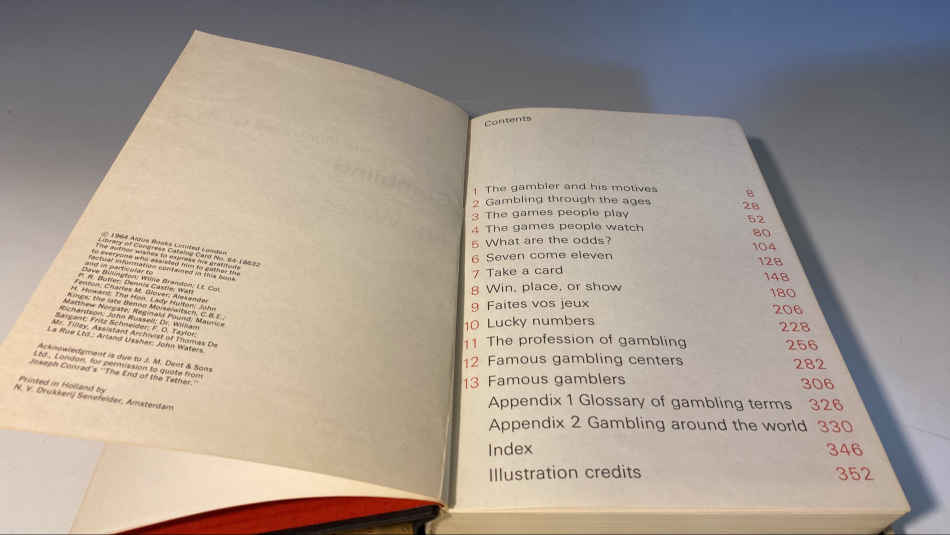 © 1964 Aldus Books Limited London
Library of Congress Catalog Card No. 64-18632
The author wishes to express his gratitude
to everyone who assisted him to gather the
factual information contained in this book
and in particular to
Dave Billington; Willie Brandon; Lt. Col.
P. R. Butler; Dennis Castle; Watt
Fenton; Charles M. Glover; Alexander
H. Howard; The Hon. Lady Hulton; John
Kings; the late Benno Moiseiwitsch, C.B.E.;
Matthew Norgate; Reginald Pound; Maurice
Richardson; John Russell; Dr. William
Sargant; Fritz Schneider; F. O. Taylor;
Mr. Tilley, Assistant Archivist of Thomas De
La Rue Ltd.; Arland Ussher; John Waters.
Acknowledgment is due to J. M. Dent & Sons
Ltd., London, for permission to quote from
Joseph Conrad's "The End of the Tether."
Printed in Holland by
N. V. Drukkerij Senefelder, Amsterdam
Contents
1 The gambler and his motives 8
2 Gambling through the ages 28
3 The games people play 52
4 The games people watch 80
5 What are the odds? 104
6 Seven come eleven 128
7 Take a card 148
8 Win, place, or show 180
9 Faites vos jeux 206
10 Lucky numbers 228
11 The profession of gambling 256
12 Famous gambling centers 282
13 Famous gamblers 306
Appendix 1 Glossary of gambling terms 326
Appendix 2 Gambling around the world 330
Index 346
Illustration credits 352